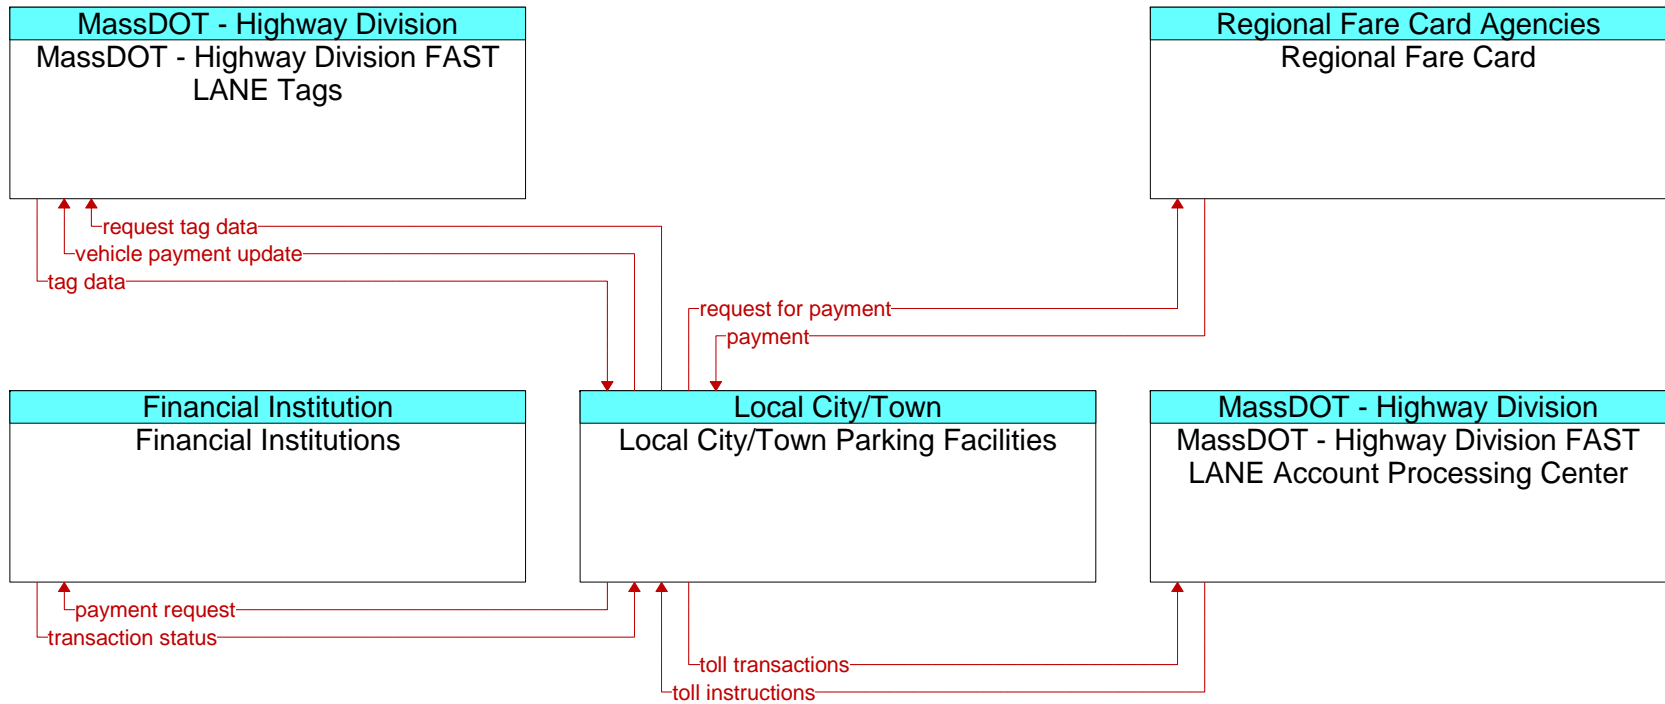 MassDOT - Highway Division
MassDOT - Highway Division FAST
LANE Tags
Regional Fare Card Agencies
Regional Fare Card
request tag data
vehicle payment update
tag data
request for payment
payment
Financial Institution
Financial Institutions
Local City/Town
Local City/Town Parking Facilities
MassDOT - Highway Division
MassDOT - Highway Division FAST
LANE Account Processing Center
payment request
transaction status
toll transactions
toll instructions